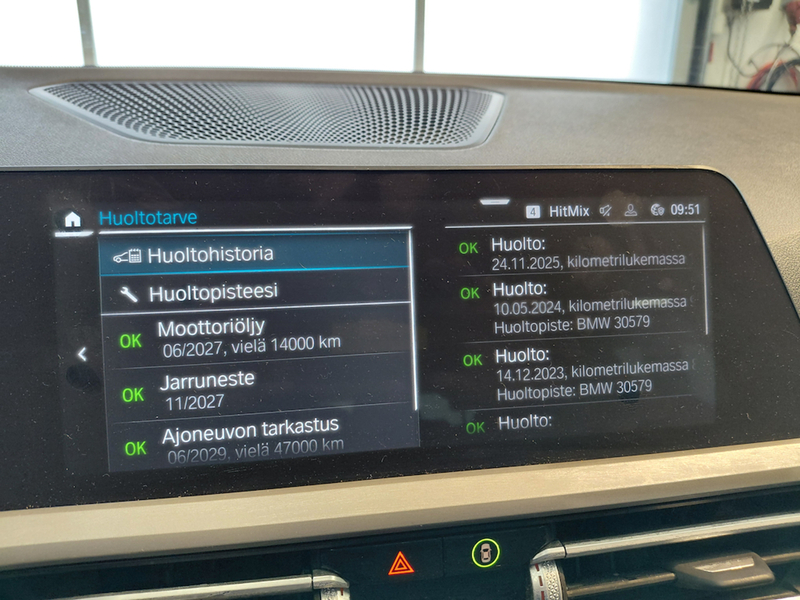 Huoltotarve
4 HitMix 09:51
Huoltohistoria
Huoltopisteesi
OK Moottoriöljy
06/2027, vielä 14000 km
OK Jarruneste
11/2027
OK Ajoneuvon tarkastus
06/2029, vielä 47000 km
OK Huolto:
24.11.2025, kilometrilukemassa
OK Huolto:
10.05.2024, kilometrilukemassa
Huoltopiste: BMW 30579
OK Huolto:
14.12.2023, kilometrilukemassa
Huoltopiste: BMW 30579
OK Huolto: